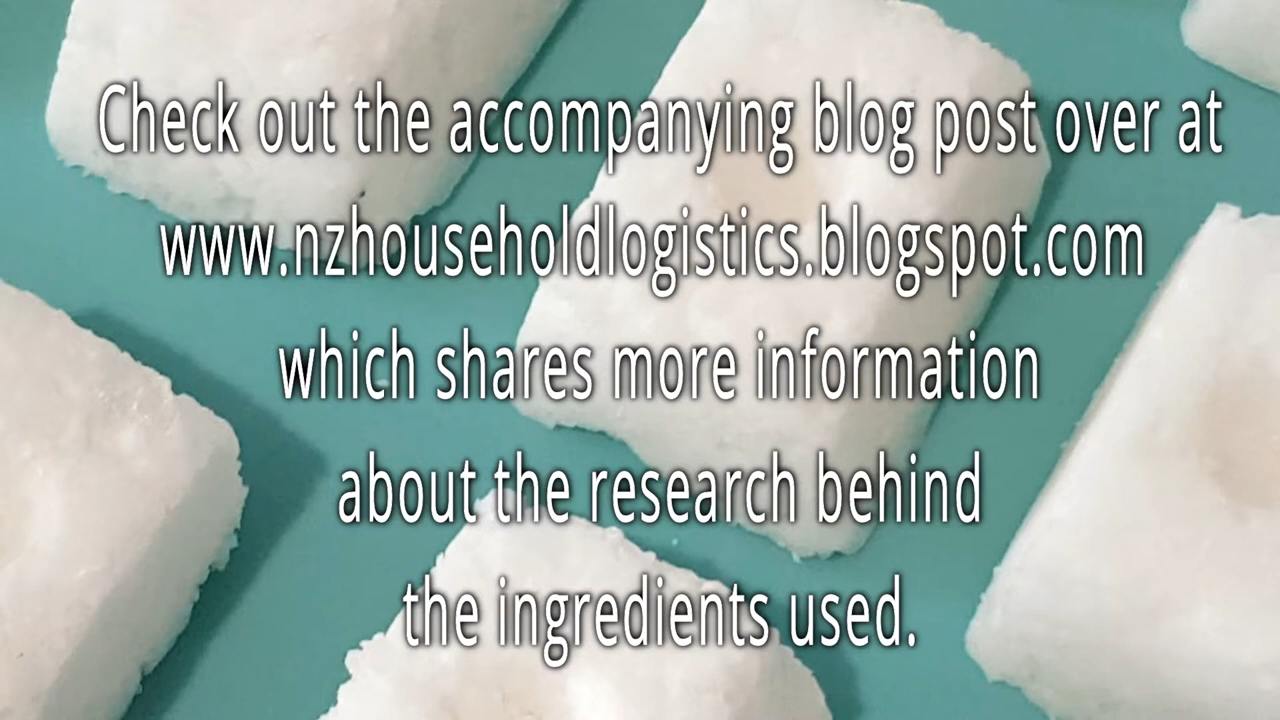 Check out the accompanying blog post over at
www.nzhouseholdlogistics.blogspot.com
which shares more information
about the research behind
the ingredients used.